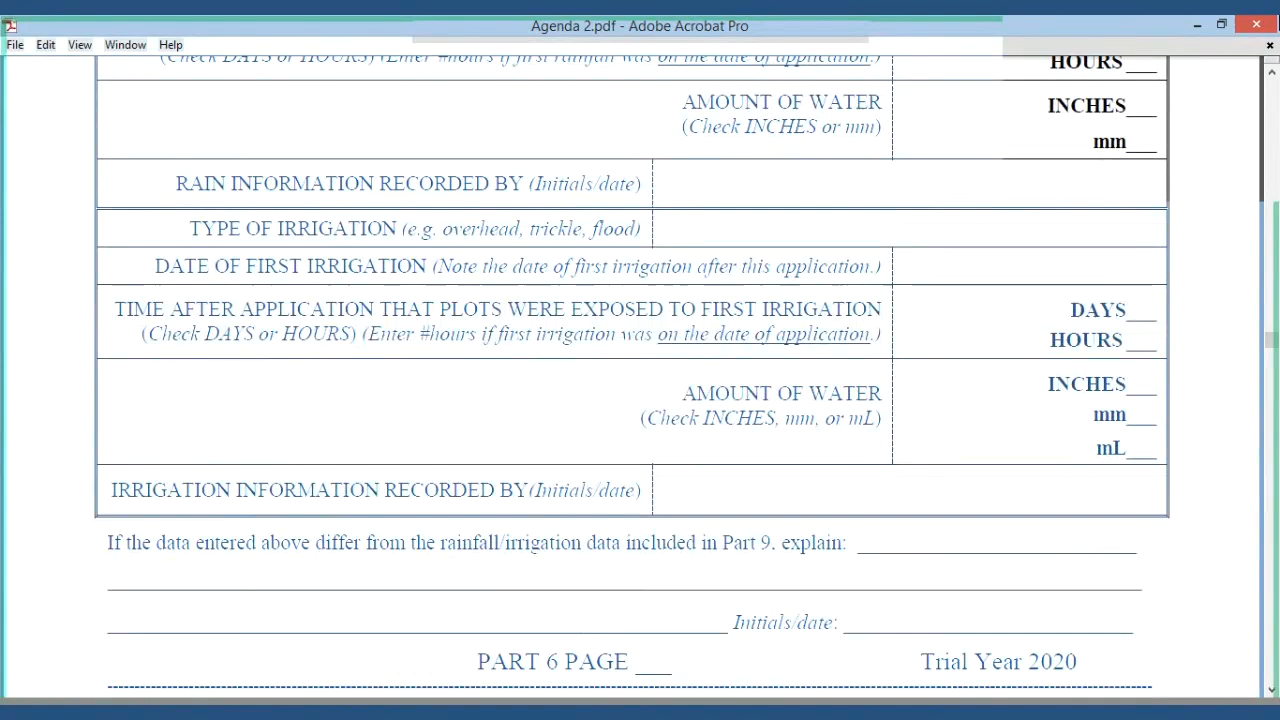 Agenda 2.pdf - Adobe Acrobat Pro
File Edit View Window Help
(Check DAYS or HOURS) (Enter #hours if first rainfall was on the date of application.)
HOURS___
AMOUNT OF WATER
(Check INCHES or mm)
INCHES___
mm___
RAIN INFORMATION RECORDED BY (Initials/date)
TYPE OF IRRIGATION (e.g. overhead, trickle, flood)
DATE OF FIRST IRRIGATION (Note the date of first irrigation after this application.)
TIME AFTER APPLICATION THAT PLOTS WERE EXPOSED TO FIRST IRRIGATION
(Check DAYS or HOURS) (Enter #hours if first irrigation was on the date of application.)
DAYS___
HOURS___
AMOUNT OF WATER
(Check INCHES, mm, or mL)
INCHES___
mm___
mL___
IRRIGATION INFORMATION RECORDED BY(Initials/date)
If the data entered above differ from the rainfall/irrigation data included in Part 9, explain: ___
Initials/date: ___
PART 6 PAGE ___ Trial Year 2020